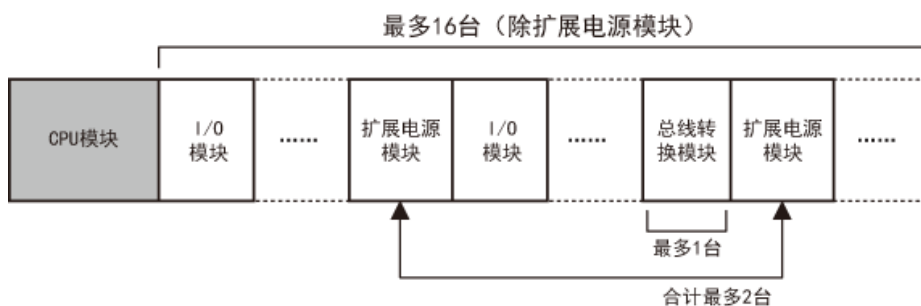 最多16台（除扩展电源模块）
CPU模块
I/O
模块
……
扩展电源
模块
I/O
模块
……
总线转
换模块
扩展电源
模块
……
最多1台
合计最多2台